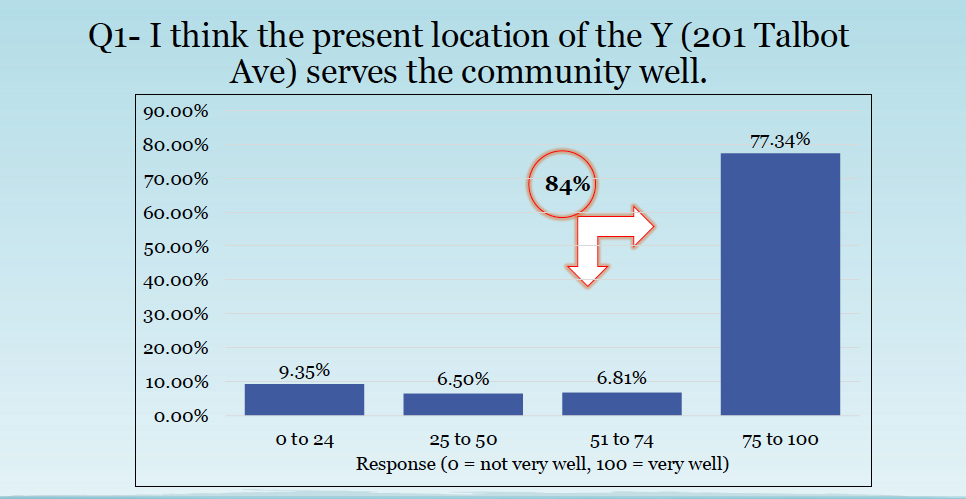 Q1- I think the present location of the Y (201 Talbot
Ave) serves the community well.
90.00%
80.00%
70.00%
60.00%
50.00%
40.00%
30.00%
20.00%
10.00%
0.00%
9.35%
6.50%
6.81%
77.34%
84%
0 to 24
25 to 50
51 to 74
75 to 100
Response (0 = not very well, 100 = very well)